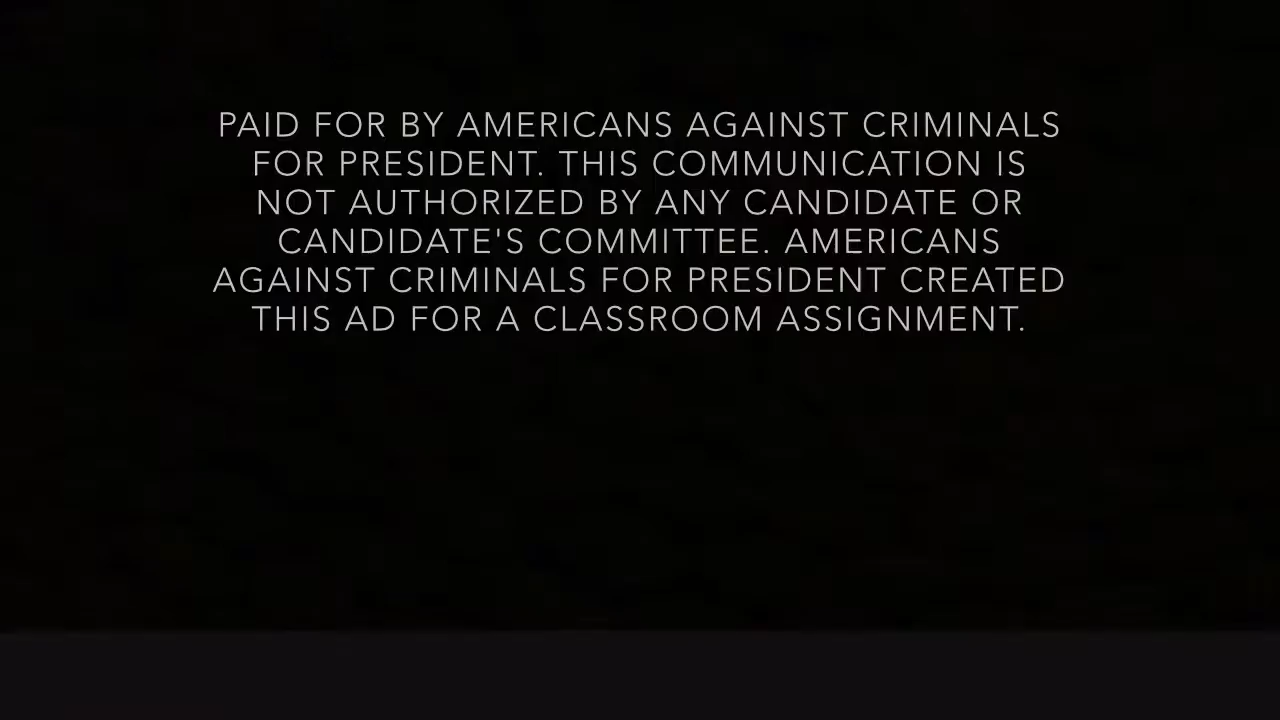 PAID FOR BY AMERICANS AGAINST CRIMINALS
FOR PRESIDENT. THIS COMMUNICATION IS
NOT AUTHORIZED BY ANY CANDIDATE OR
CANDIDATE'S COMMITTEE. AMERICANS
AGAINST CRIMINALS FOR PRESIDENT CREATED
THIS AD FOR A CLASSROOM ASSIGNMENT.